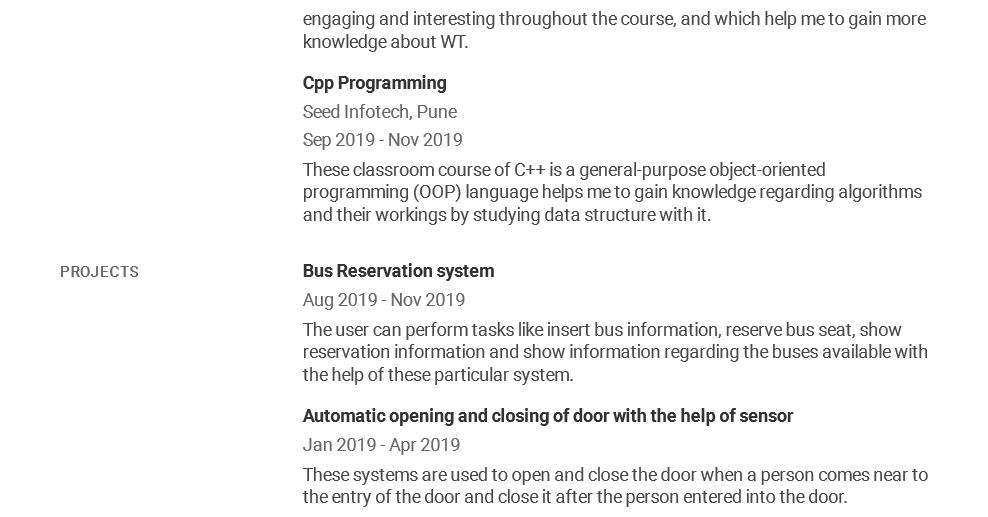 engaging and interesting throughout the course, and which help me to gain more
knowledge about WT.
Cpp Programming
Seed Infotech, Pune
Sep 2019 - Nov 2019
These classroom course of C++ is a general-purpose object-oriented
programming (OOP) language helps me to gain knowledge regarding algorithms
and their workings by studying data structure with it.
PROJECTS
Bus Reservation system
Aug 2019 - Nov 2019
The user can perform tasks like insert bus information, reserve bus seat, show
reservation information and show information regarding the buses available with
the help of these particular system.
Automatic opening and closing of door with the help of sensor
Jan 2019 - Apr 2019
These systems are used to open and close the door when a person comes near to
the entry of the door and close it after the person entered into the door.